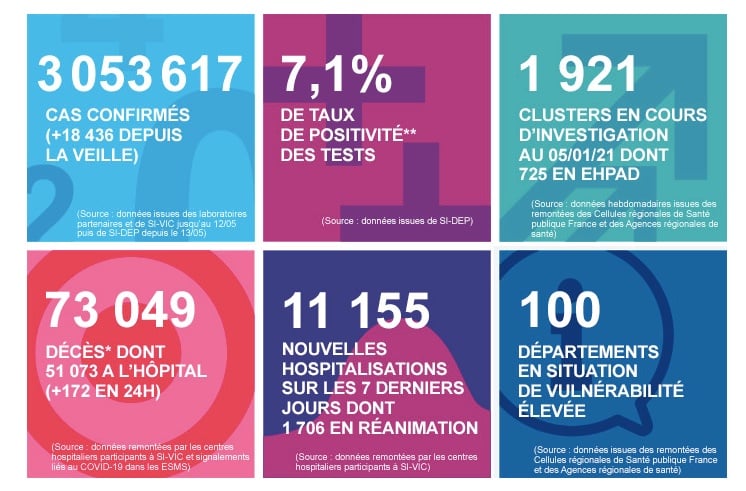 3 053 617
CAS CONFIRMÉS
(+18 436 DEPUIS
LA VEILLE)
(Source : données issues des laboratoires
partenaires et de SI-VIC jusqu'au 12/05
puis de SI-DEP depuis le 13/05)
7,1%
DE TAUX
DE POSITIVITÉ**
DES TESTS
(Source : données issues de SI-DEP)
1 921
CLUSTERS EN COURS
D'INVESTIGATION
AU 05/01/21 DONT
725 EN EHPAD
(Source : données hebdomadaires issues des
remontées des Cellules régionales de Santé
publique France et des Agences régionales de
santé)
73 049
DÉCÈS* DONT
51 073 A L'HÔPITAL
(+172 EN 24H)
(Source : données remontées par les centres
hospitaliers participants à SI-VIC et signalements
liés au COVID-19 dans les ESMS)
11 155
NOUVELLES
HOSPITALISATIONS
SUR LES 7 DERNIERS
JOURS DONT
1 706 EN RÉANIMATION
(Source : données remontées par les centres
hospitaliers participants à SI-VIC)
100
DÉPARTEMENTS
EN SITUATION
DE VULNÉRABILITÉ
ÉLEVÉE
(Source : données issues des remontées des
Cellules régionales de Santé publique France
et des Agences régionales de santé)